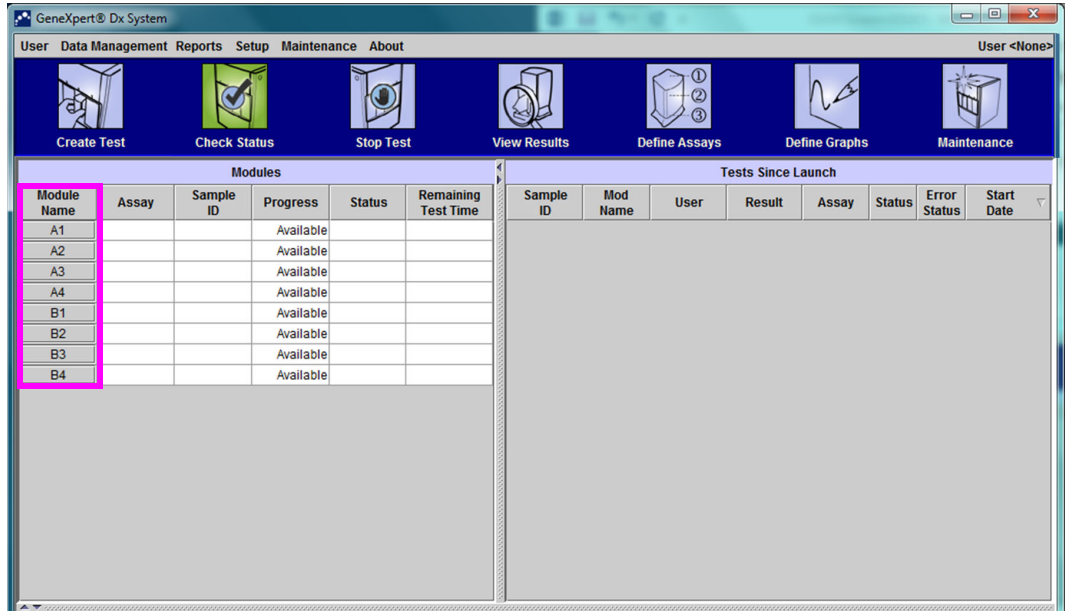 GeneXpert® Dx System
User Data Management Reports Setup Maintenance About User <None>
Create Test Check Status Stop Test View Results Define Assays Define Graphs Maintenance
1
2
3
Modules Tests Since Launch
Module Name Assay Sample ID Progress Status Remaining Test Time Sample ID Mod Name User Result Assay Status Error Status Start Date
A1 Available
A2 Available
A3 Available
A4 Available
B1 Available
B2 Available
B3 Available
B4 Available